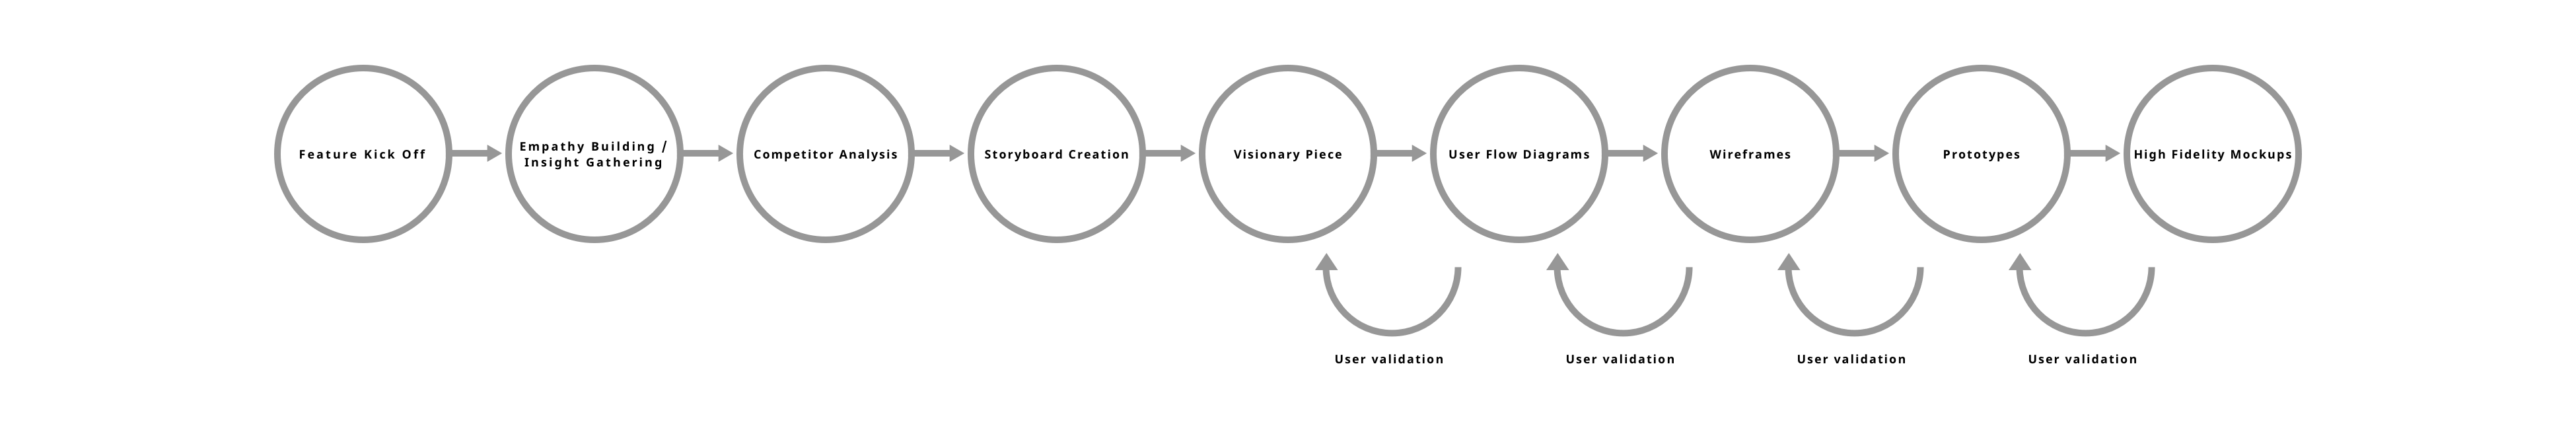 Feature Kick Off
Empathy Building /
Insight Gathering
Competitor Analysis
Storyboard Creation
Visionary Piece
User Flow Diagrams
Wireframes
Prototypes
High Fidelity Mockups
User validation
User validation
User validation
User validation